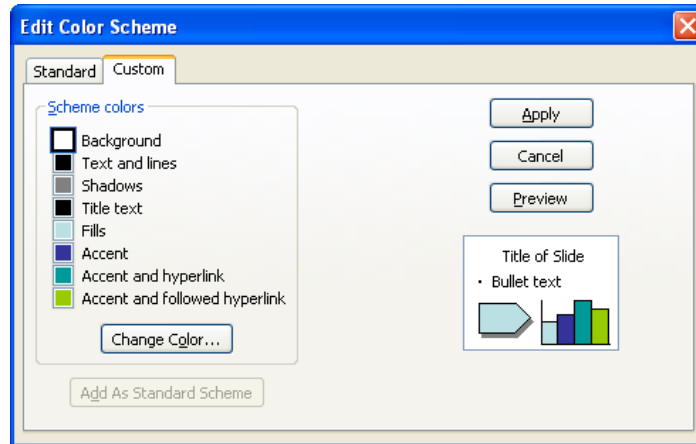 Edit Color Scheme
Standard
Custom
Scheme colors
Background
Text and lines
Shadows
Title text
Fills
Accent
Accent and hyperlink
Accent and followed hyperlink
Change Color...
Add As Standard Scheme
Apply
Cancel
Preview
Title of Slide
• Bullet text